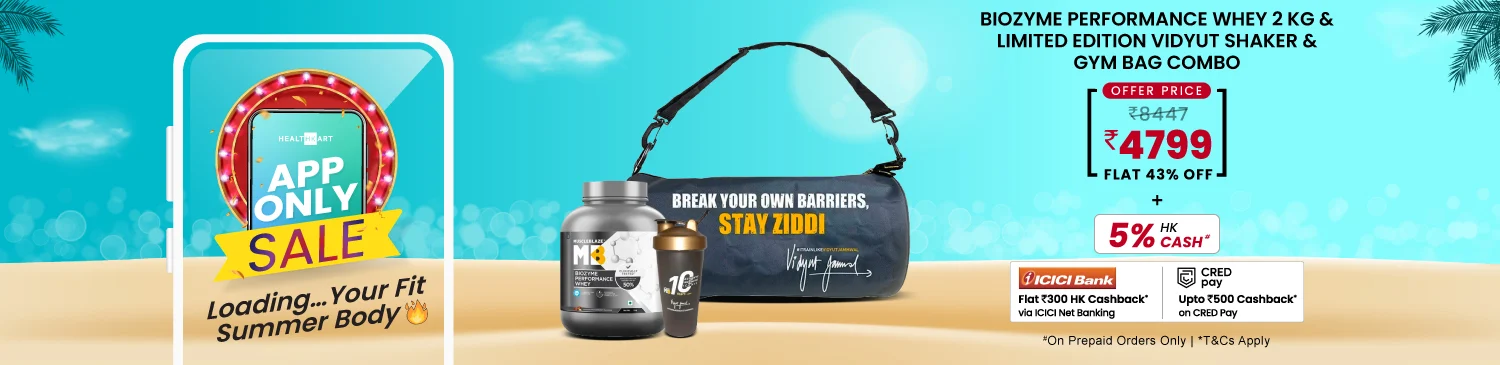 HEALTHKART
APP
ONLY
SALE
Loading...Your Fit
Summer Body
BREAK YOUR OWN BARRIERS,
STAY ZIDDI
#ITRAINLIKEVIDYUTJAMMWAL
Vidyut Jammwal
MUSCLEBLAZE
MB
BIOZYME
PERFORMANCE
WHEY
50%
10
BIOZYME PERFORMANCE WHEY 2 KG &
LIMITED EDITION VIDYUT SHAKER &
GYM BAG COMBO
OFFER PRICE
₹8447
₹4799
FLAT 43% OFF
+
5% HK
CASH#
ICICI Bank
Flat ₹300 HK Cashback*
via ICICI Net Banking
CRED
pay
Upto ₹500 Cashback*
on CRED Pay
#On Prepaid Orders Only | *T&Cs Apply